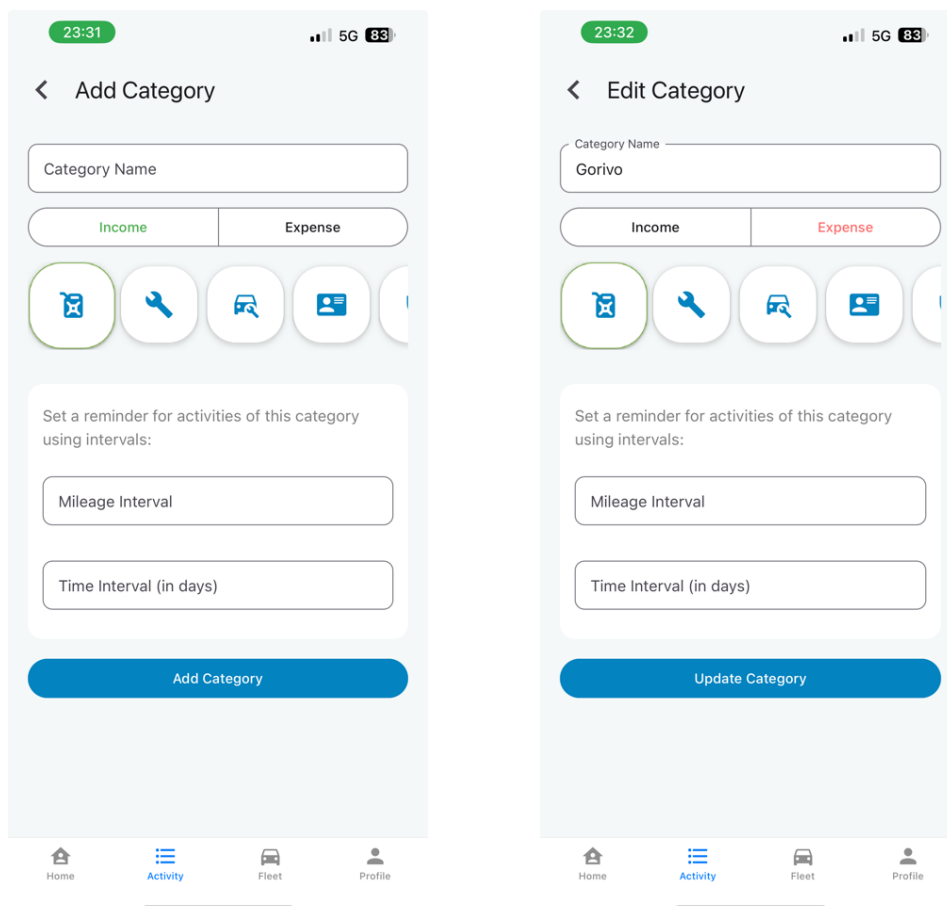 23:31
5G 83
Add Category
Category Name
Income Expense
Set a reminder for activities of this category
using intervals:
Mileage Interval
Time Interval (in days)
Add Category
Home Activity Fleet Profile
23:32
5G 83
Edit Category
Category Name
Gorivo
Income Expense
Set a reminder for activities of this category
using intervals:
Mileage Interval
Time Interval (in days)
Update Category
Home Activity Fleet Profile